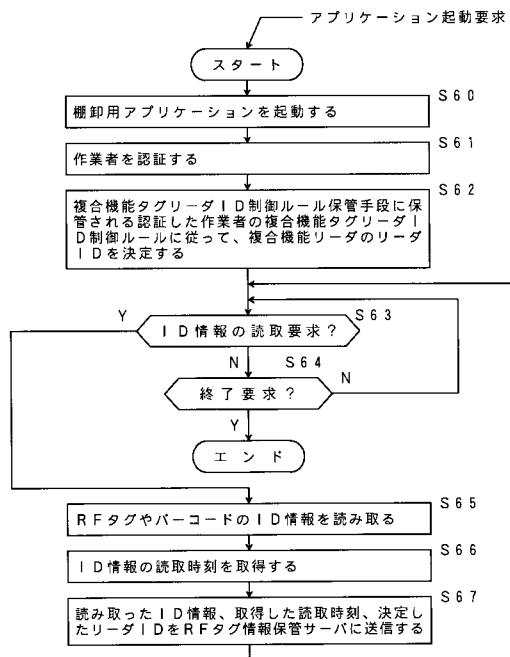 アプリケーション起動要求
スタート
S60
棚卸用アプリケーションを起動する
S61
作業者を認証する
S62
複合機能タグリーダID制御ルール保管手段に保
管される認証した作業者の複合機能タグリーダI
D制御ルールに従って、複合機能リーダのリーダ
IDを決定する
Y
ID情報の読取要求?
S63
N
S64
終了要求?
N
Y
エンド
S65
RFタグやバーコードのID情報を読み取る
S66
ID情報の読取時刻を取得する
S67
読み取ったID情報、取得した読取時刻、決定し
たリーダIDをRFタグ情報保管サーバに送信する